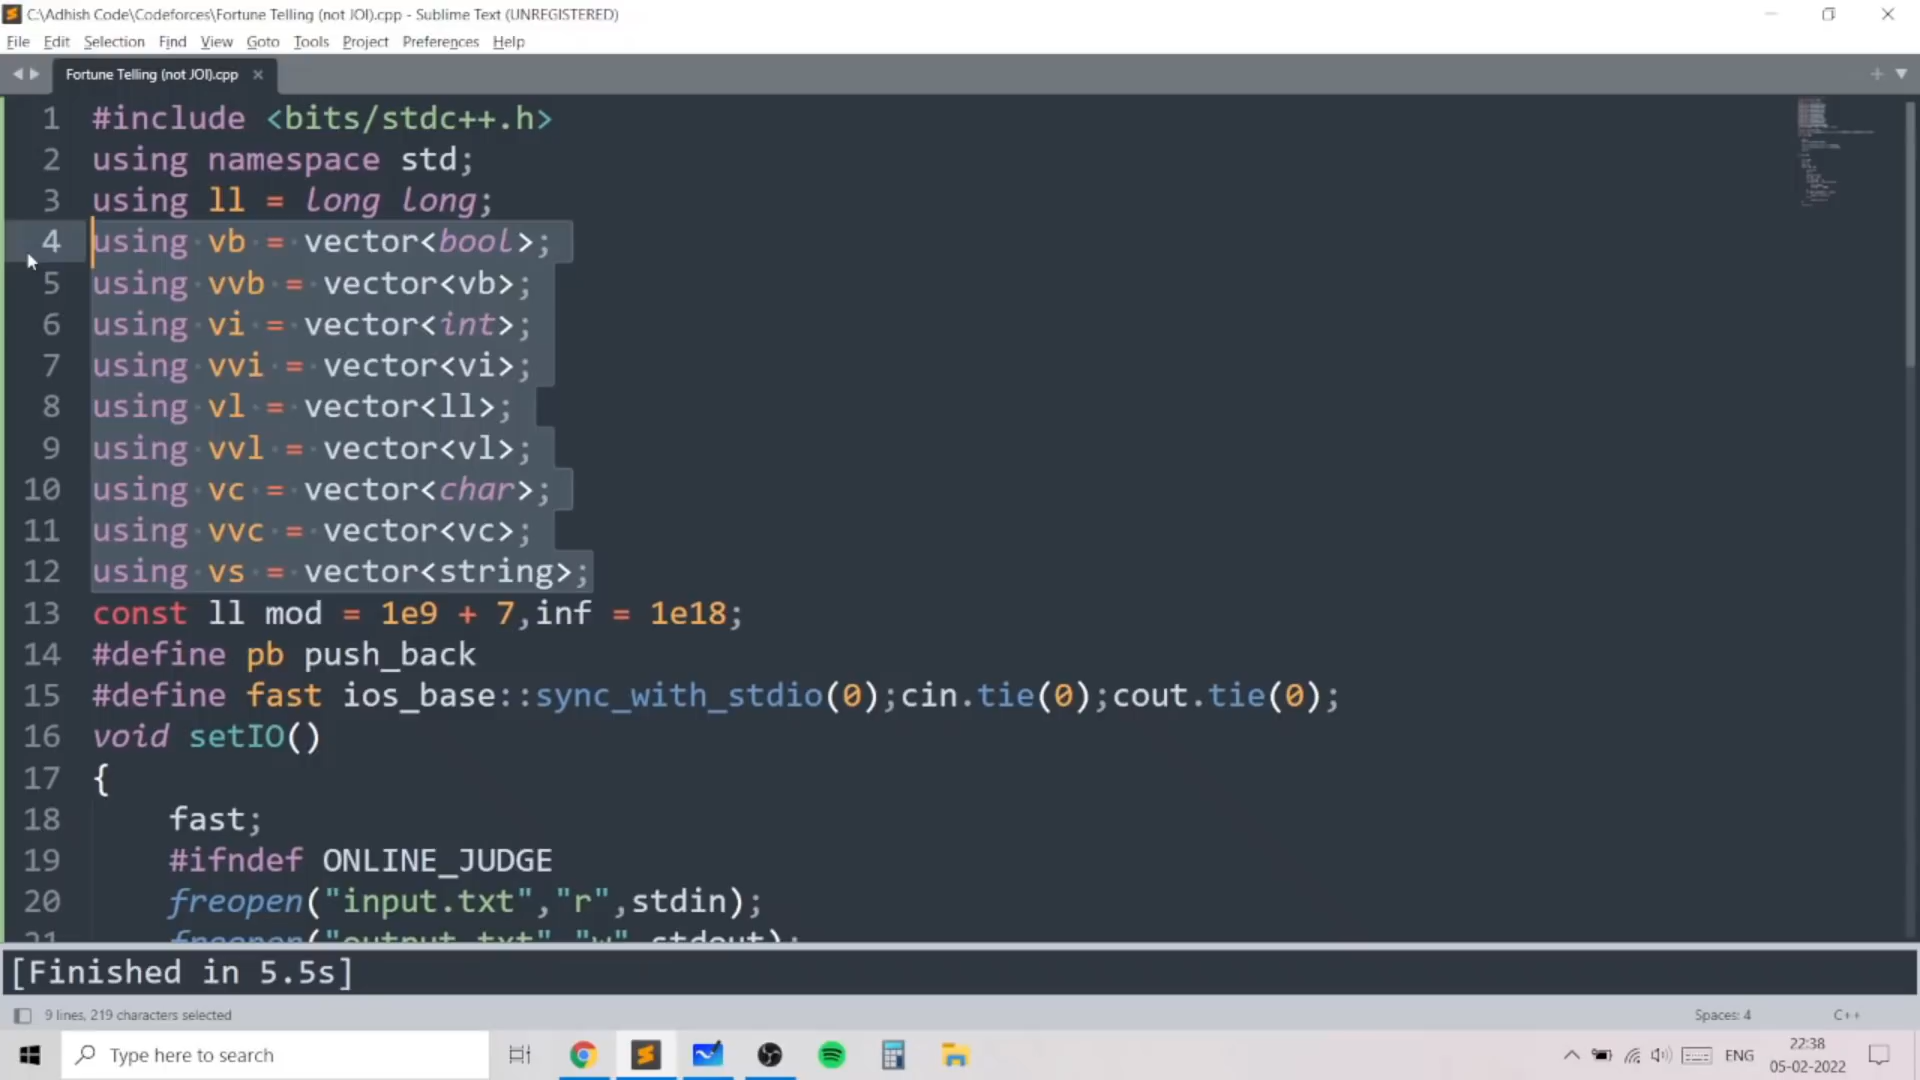 C:\Adhish Code\Codeforces\Fortune Telling (not JOI).cpp - Sublime Text (UNREGISTERED)
File Edit Selection Find View Goto Tools Project Preferences Help
Fortune Telling (not JOI).cpp
1 #include <bits/stdc++.h>
2 using namespace std;
3 using ll = long long;
4 using vb = vector<bool>;
5 using vvb = vector<vb>;
6 using vi = vector<int>;
7 using vvi = vector<vi>;
8 using vl = vector<ll>;
9 using vvl = vector<vl>;
10 using vc = vector<char>;
11 using vvc = vector<vc>;
12 using vs = vector<string>;
13 const ll mod = 1e9 + 7,inf = 1e18;
14 #define pb push_back
15 #define fast ios_base::sync_with_stdio(0);cin.tie(0);cout.tie(0);
16 void setIO()
17 {
18 fast;
19 #ifndef ONLINE_JUDGE
20 freopen("input.txt","r",stdin);
21 freopen("output.txt","w",stdout);
[Finished in 5.5s]
9 lines, 219 characters selected Spaces: 4 C++
Type here to search ENG 22:38
05-02-2022